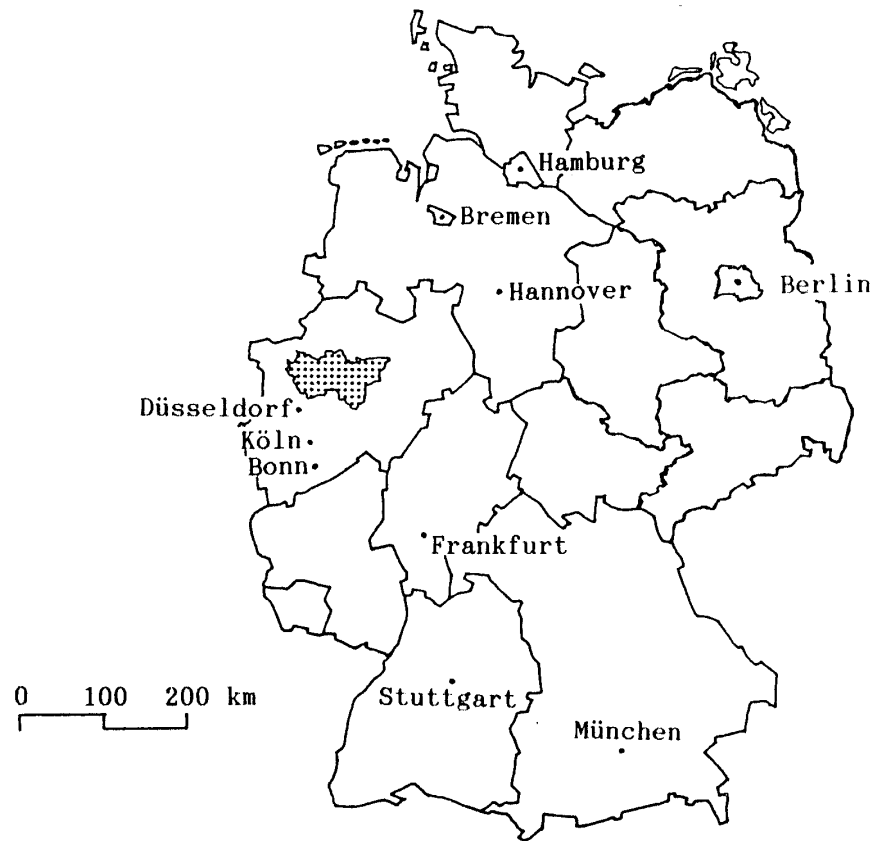 Hamburg
Bremen
Hannover
Berlin
Düsseldorf
Köln
Bonn
Frankfurt
Stuttgart
München
0 100 200 km